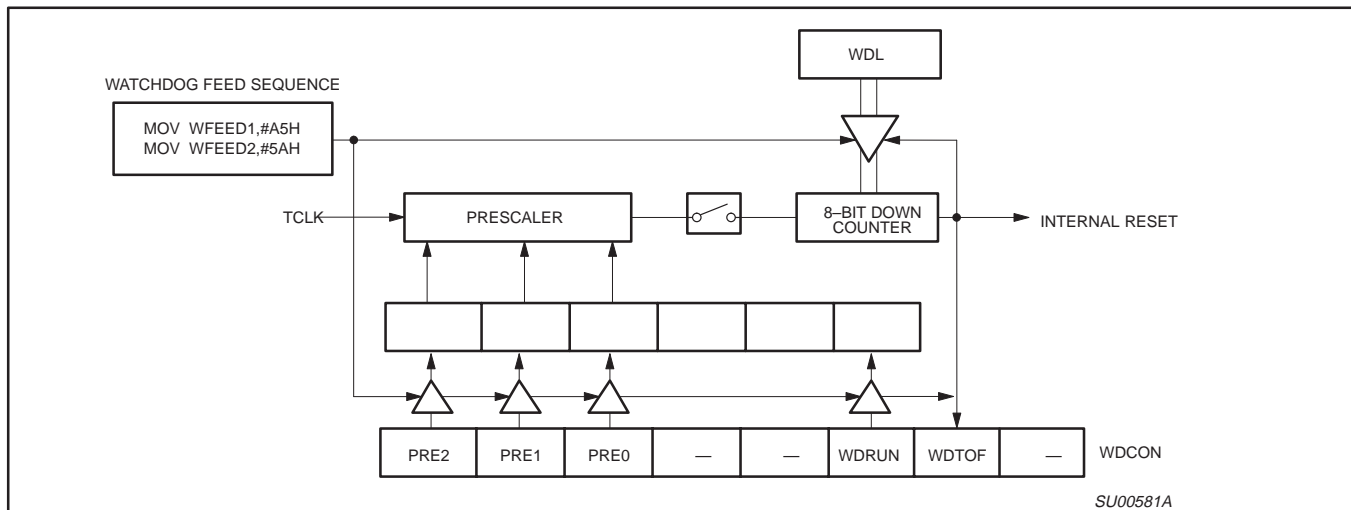 WDL
WATCHDOG FEED SEQUENCE
MOV WFEED1,#A5H
MOV WFEED2,#5AH
TCLK
PRESCALER
8–BIT DOWN
COUNTER
INTERNAL RESET
PRE2 PRE1 PRE0 — — WDRUN WDTOF — WDCON
SU00581A